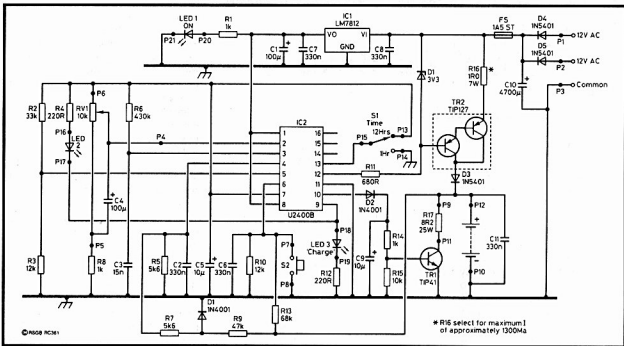 LED 1
ON
P21
P20
R1
1k
IC1
LM7812
VO
VI
GND
C1
100µ
C7
330n
C8
330n
F5
1A5 ST
D4
1N5401
P1
12V AC
D5
1N5401
P2
12V AC
P3
Common
C10
4700µ
D1
3V3
R16
*
1R0
7W
TR2
TIP127
R2
33k
R4
220R
P6
RV1
10k
R6
430k
P16
LED
2
P17
P4
IC2
1
2
3
4
5
6
7
8
16
15
14
13
12
11
10
9
U2400B
S1
Time
12Hrs
P15
P13
1Hr
P14
R11
680R
D2
1N4001
D3
1N5401
C4
100µ
P5
R3
12k
R8
1k
C3
15n
R5
5k6
C2
330n
C5
10µ
C6
330n
R10
12k
P7
S2
P8
P18
LED 3
'Charge'
P19
R12
220R
C9
10µ
R14
1k
R15
10k
P9
R17
8R2
25W
P11
TR1
TIP41
P12
+
−
P10
C11
330n
R7
5k6
D1
1N4001
R9
47k
R13
68k
* R16 select for maximum I
of approximately 1300Ma
©RSGB RC361